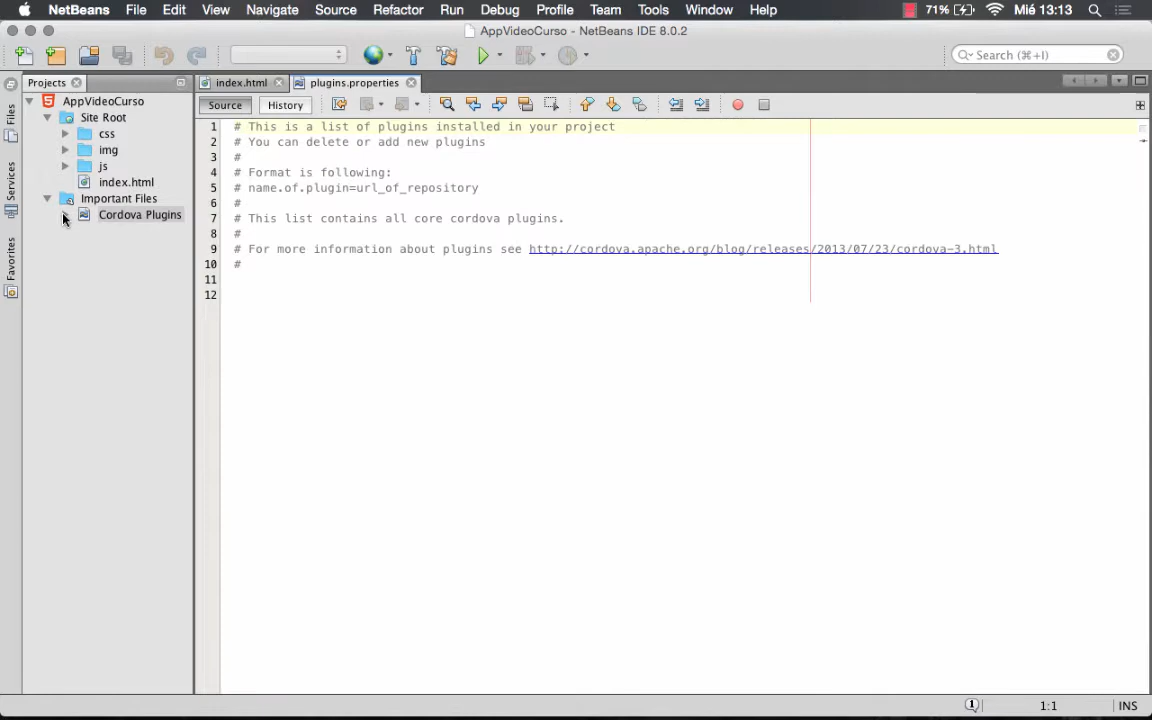 NetBeans File Edit View Navigate Source Refactor Run Debug Profile Team Tools Window Help 71% Mié 13:13
AppVideoCurso - NetBeans IDE 8.0.2
Search (⌘+I)
Projects index.html plugins.properties
Source History
Files
Services
Favorites
AppVideoCurso
Site Root
css
img
js
index.html
Important Files
Cordova Plugins
1 # This is a list of plugins installed in your project
2 # You can delete or add new plugins
3 #
4 # Format is following:
5 # name.of.plugin=url_of_repository
6 #
7 # This list contains all core cordova plugins.
8 #
9 # For more information about plugins see http://cordova.apache.org/blog/releases/2013/07/23/cordova-3.html
10 #
11
12
1 1:1 INS